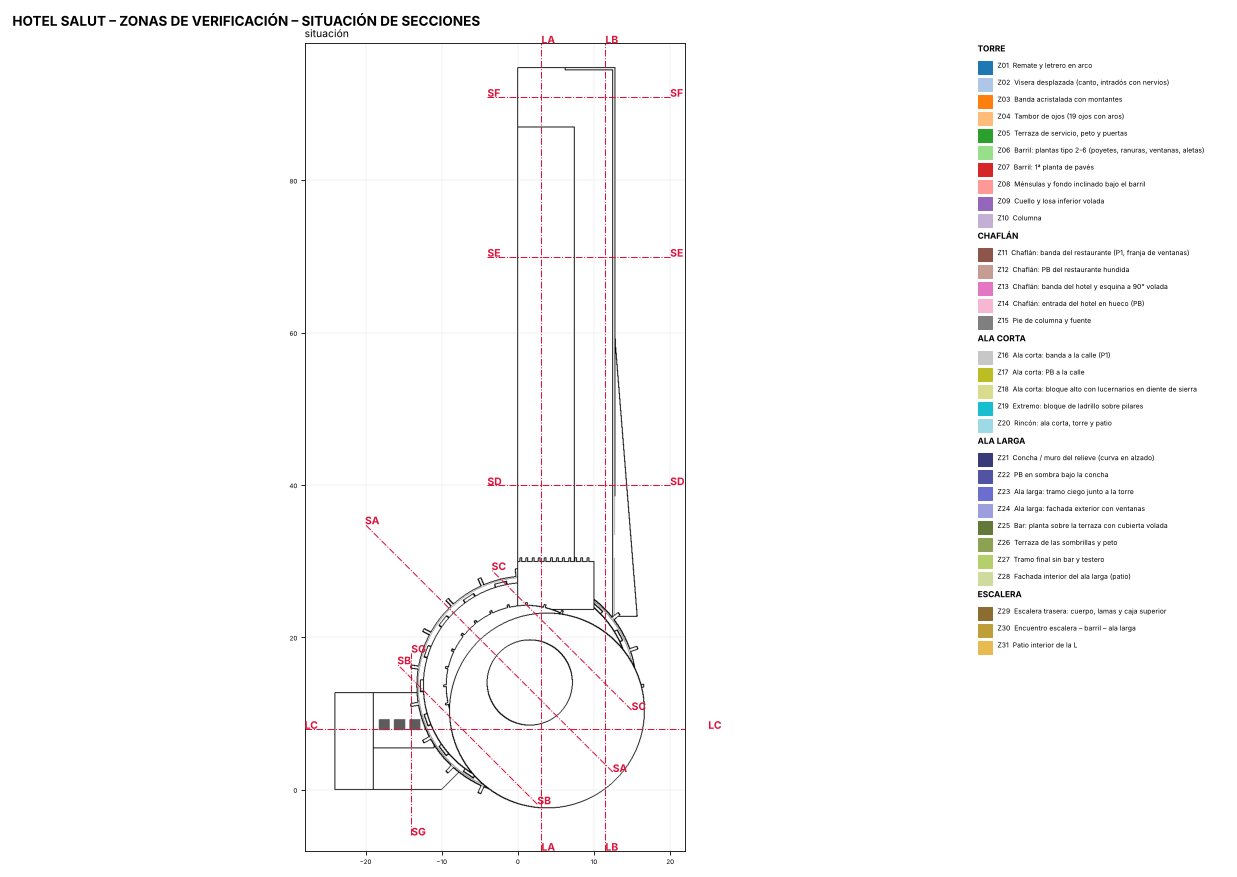 HOTEL SALUT – ZONAS DE VERIFICACIÓN – SITUACIÓN DE SECCIONES
situación
LA
LB
SF
SF
80
SE
SE
60
SD
SD
40
SA
SC
20
SG
SB
SC
LC
LC
SA
0
SB
SG
LA
LB
−20
−10
0
10
20
TORRE
Z01 Remate y letrero en arco
Z02 Visera desplazada (canto, intradós con nervios)
Z03 Banda acristalada con montantes
Z04 Tambor de ojos (19 ojos con aros)
Z05 Terraza de servicio, peto y puertas
Z06 Barril: plantas tipo 2-6 (poyetes, ranuras, ventanas, aletas)
Z07 Barril: 1ª planta de pavés
Z08 Ménsulas y fondo inclinado bajo el barril
Z09 Cuello y losa inferior volada
Z10 Columna
CHAFLÁN
Z11 Chaflán: banda del restaurante (P1, franja de ventanas)
Z12 Chaflán: PB del restaurante hundida
Z13 Chaflán: banda del hotel y esquina a 90° volada
Z14 Chaflán: entrada del hotel en hueco (PB)
Z15 Pie de columna y fuente
ALA CORTA
Z16 Ala corta: banda a la calle (P1)
Z17 Ala corta: PB a la calle
Z18 Ala corta: bloque alto con lucernarios en diente de sierra
Z19 Extremo: bloque de ladrillo sobre pilares
Z20 Rincón: ala corta, torre y patio
ALA LARGA
Z21 Concha / muro del relieve (curva en alzado)
Z22 PB en sombra bajo la concha
Z23 Ala larga: tramo ciego junto a la torre
Z24 Ala larga: fachada exterior con ventanas
Z25 Bar: planta sobre la terraza con cubierta volada
Z26 Terraza de las sombrillas y peto
Z27 Tramo final sin bar y testero
Z28 Fachada interior del ala larga (patio)
ESCALERA
Z29 Escalera trasera: cuerpo, lamas y caja superior
Z30 Encuentro escalera – barril – ala larga
Z31 Patio interior de la L